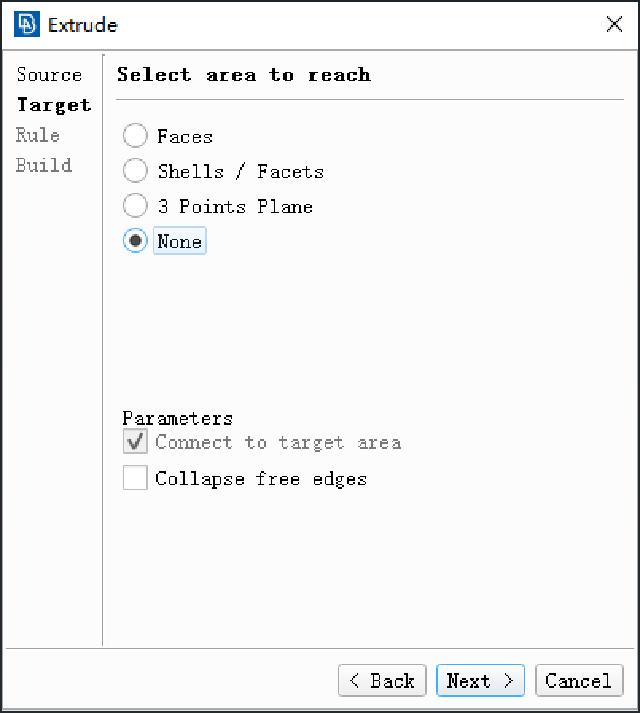 Extrude
Source
Target
Rule
Build
Select area to reach
Faces
Shells / Facets
3 Points Plane
None
Parameters
Connect to target area
Collapse free edges
< Back
Next >
Cancel